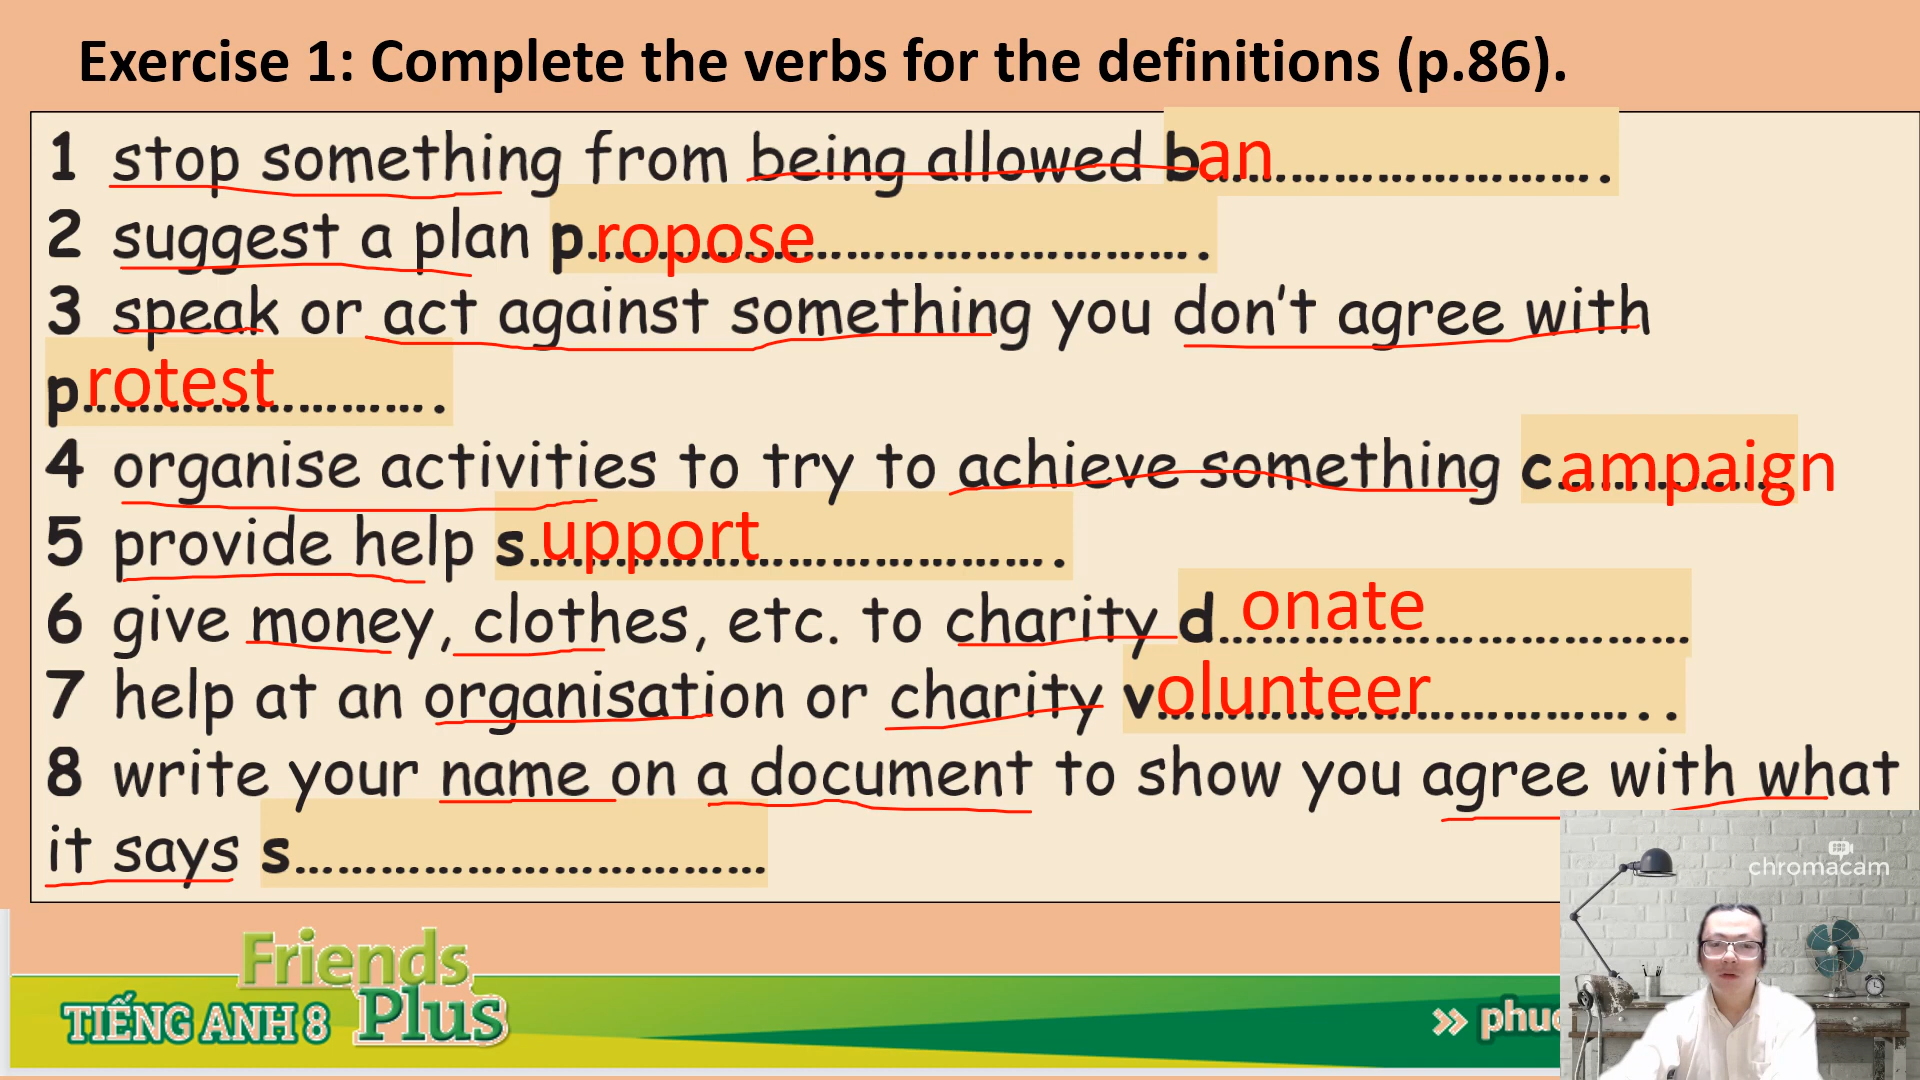 Exercise 1: Complete the verbs for the definitions (p.86).
1 stop something from being allowed ban…………………….
2 suggest a plan propose…………………….
3 speak or act against something you don't agree with
protest…………….
4 organise activities to try to achieve something campaign
5 provide help support…………………….
6 give money, clothes, etc. to charity donate…………………….
7 help at an organisation or charity volunteer……………..
8 write your name on a document to show you agree with what
it says s…………………………………
chromacam
Friends
TIẾNG ANH 8 Plus